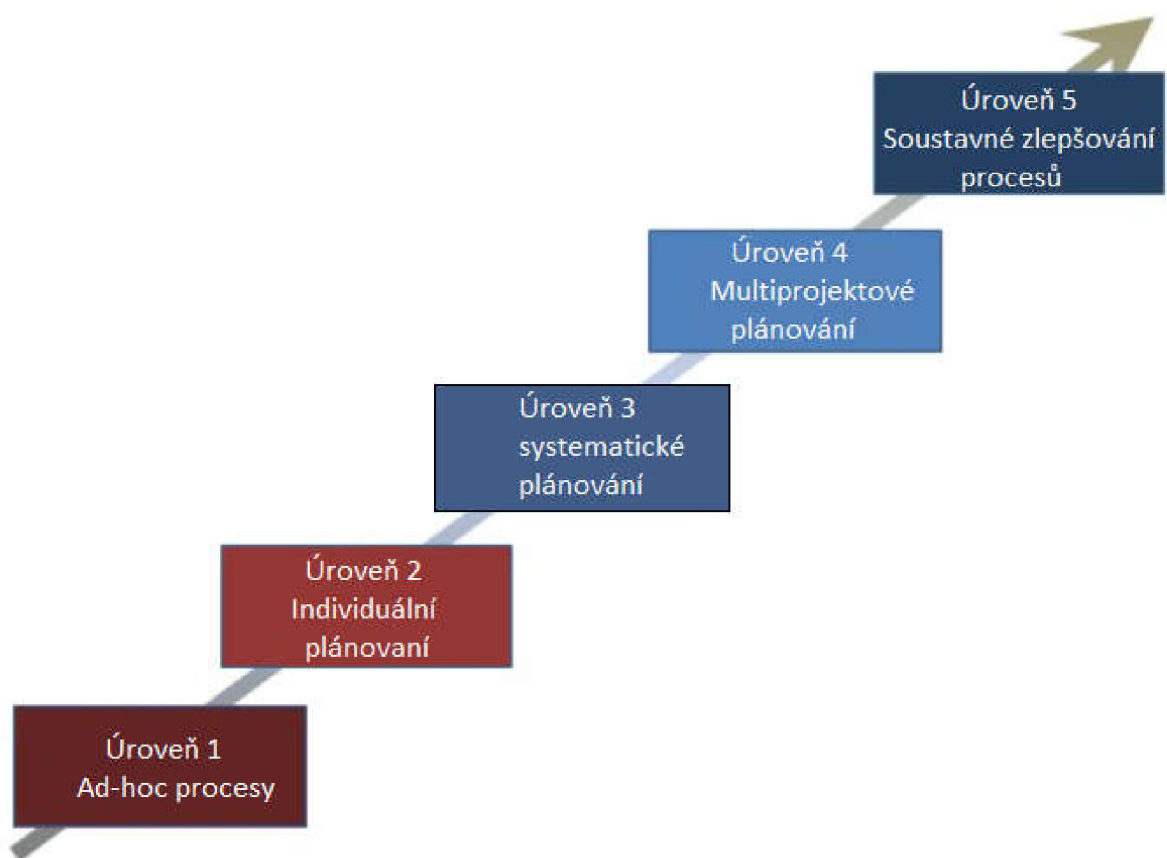 Úroveň 5
Soustavné zlepšování
procesů
Úroveň 4
Multiprojektové
plánování
Úroveň 3
systematické
plánování
Úroveň 2
Individuální
plánovaní
Úroveň 1
Ad-hoc procesy